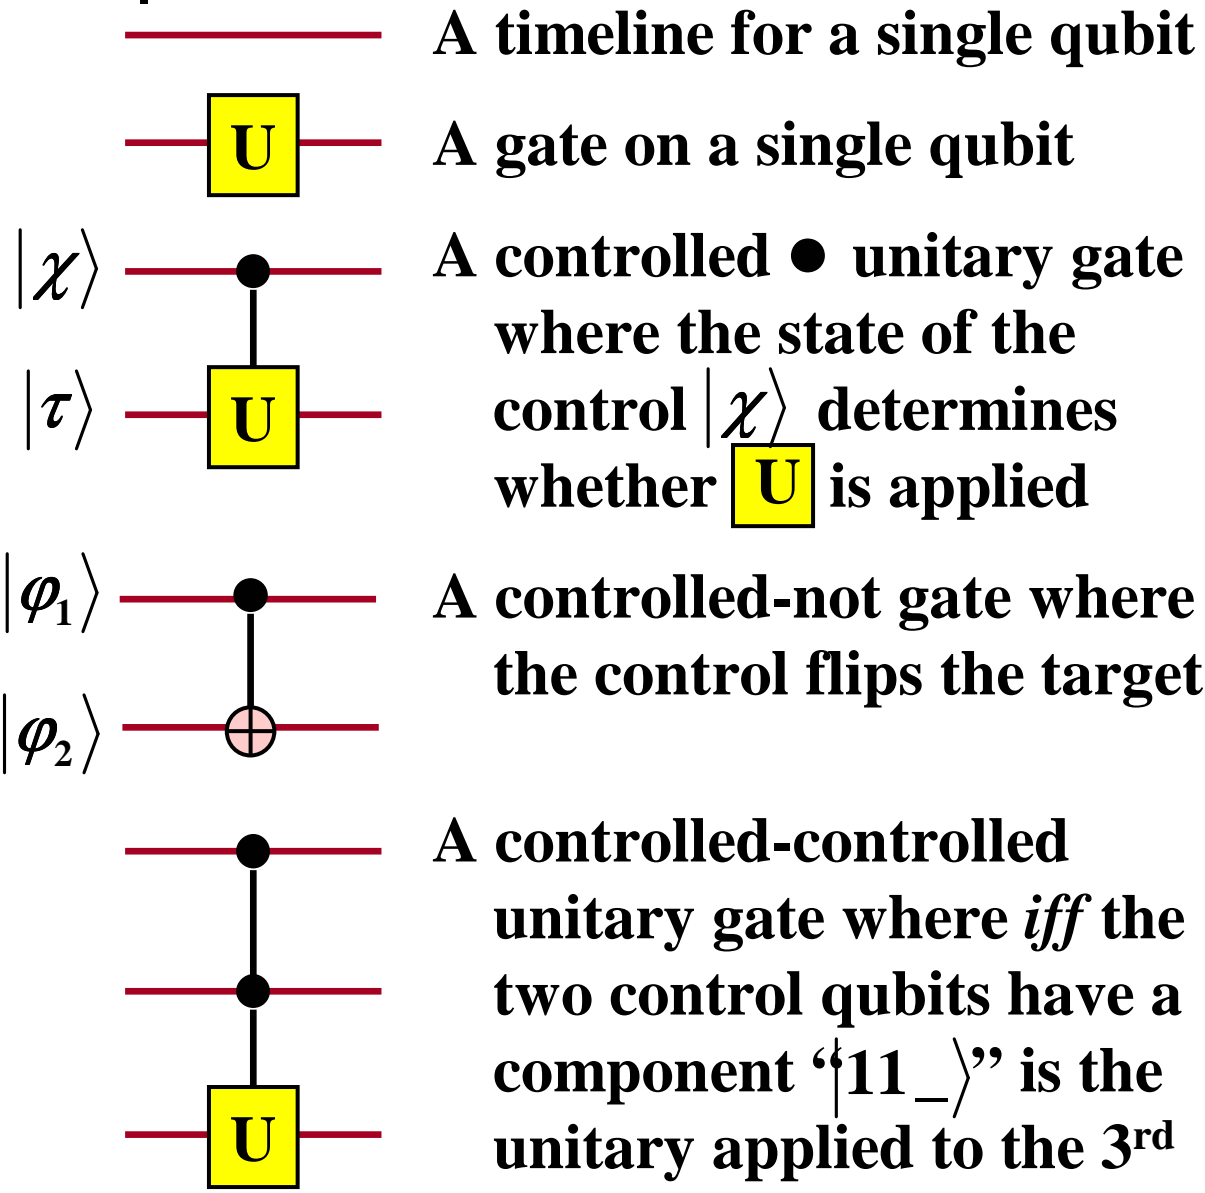 A timeline for a single qubit
U
A gate on a single qubit
|χ⟩
A controlled ● unitary gate
where the state of the
|τ⟩
U
control |χ⟩ determines
whether U is applied
|φ₁⟩
A controlled-not gate where
the control flips the target
|φ₂⟩
A controlled-controlled
unitary gate where iff the
two control qubits have a
component “|11_⟩” is the
U
unitary applied to the 3rd